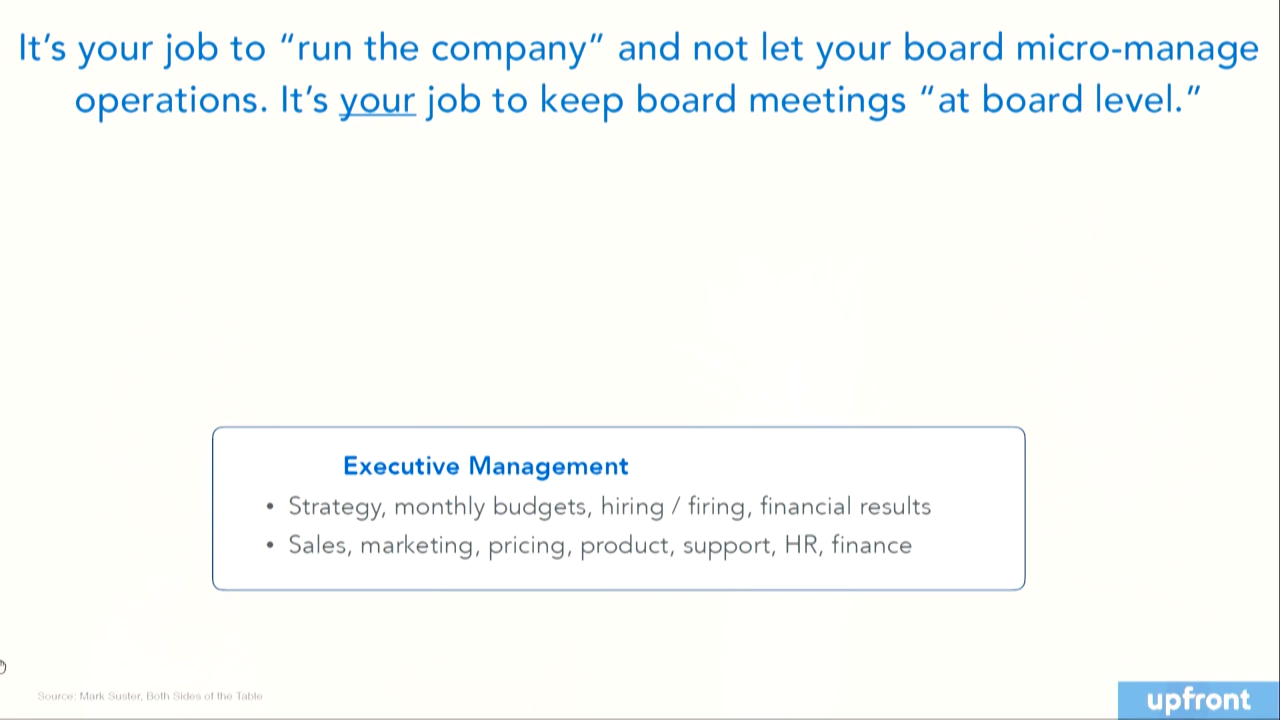 It’s your job to “run the company” and not let your board micro-manage
operations. It’s your job to keep board meetings “at board level.”
Executive Management
• Strategy, monthly budgets, hiring / firing, financial results
• Sales, marketing, pricing, product, support, HR, finance
Source: Mark Suster, Both Sides of the Table
upfront